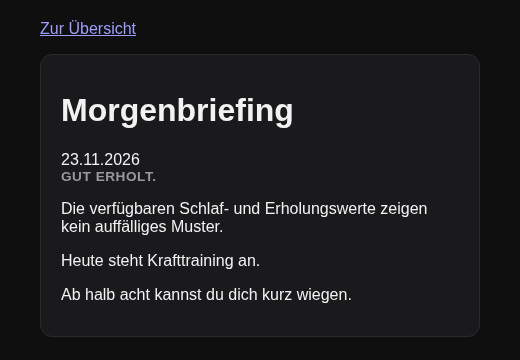 Zur Übersicht
Morgenbriefing
23.11.2026
GUT ERHOLT.
Die verfügbaren Schlaf- und Erholungswerte zeigen
kein auffälliges Muster.
Heute steht Krafttraining an.
Ab halb acht kannst du dich kurz wiegen.